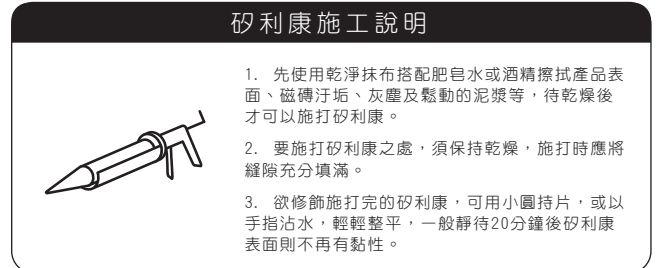 矽利康施工說明
1. 先使用乾淨抹布搭配肥皂水或酒精擦拭產品表
面、磁磚汙垢、灰塵及鬆動的泥漿等，待乾燥後
才可以施打矽利康。
2. 要施打矽利康之處，須保持乾燥，施打時應將
縫隙充分填滿。
3. 欲修飾施打完的矽利康，可用小圓持片，或以
手指沾水，輕輕整平，一般靜待20分鐘後矽利康
表面則不再有黏性。